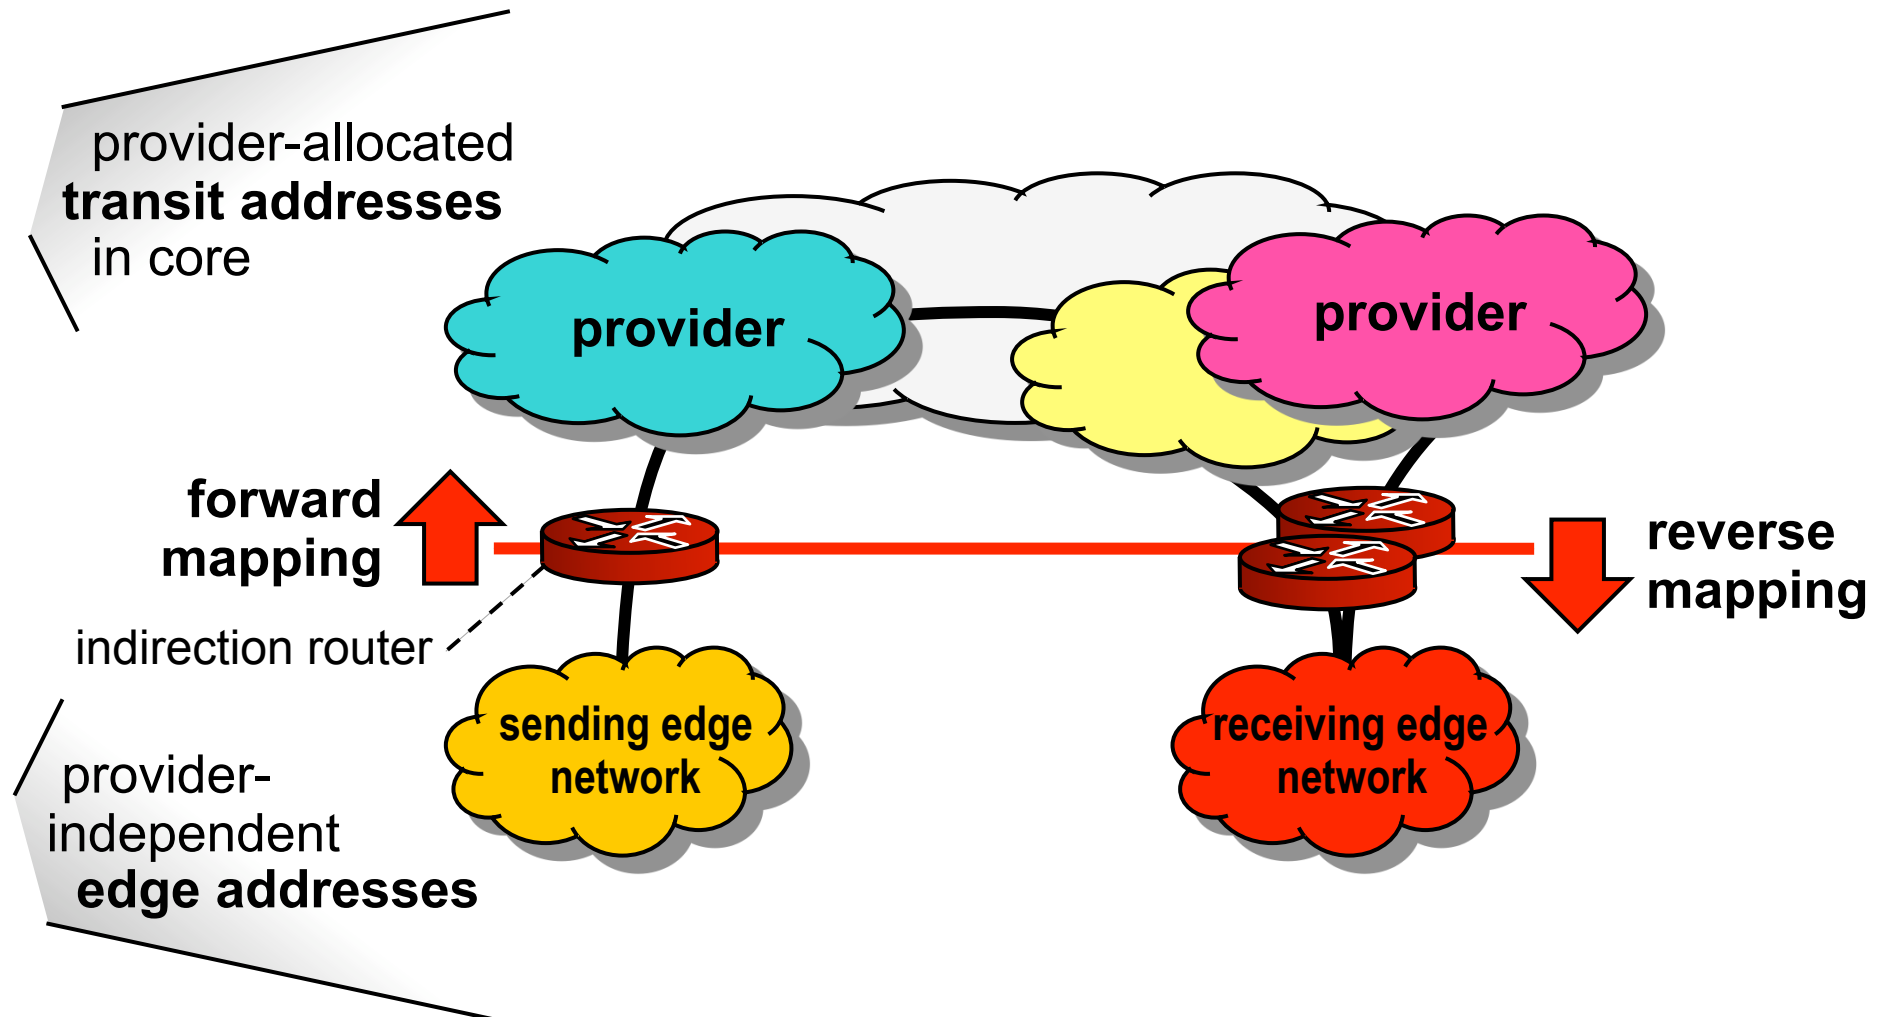 provider-allocated
transit addresses
in core
provider
provider
forward
mapping
reverse
mapping
indirection router
sending edge
network
receiving edge
network
provider-
independent
edge addresses